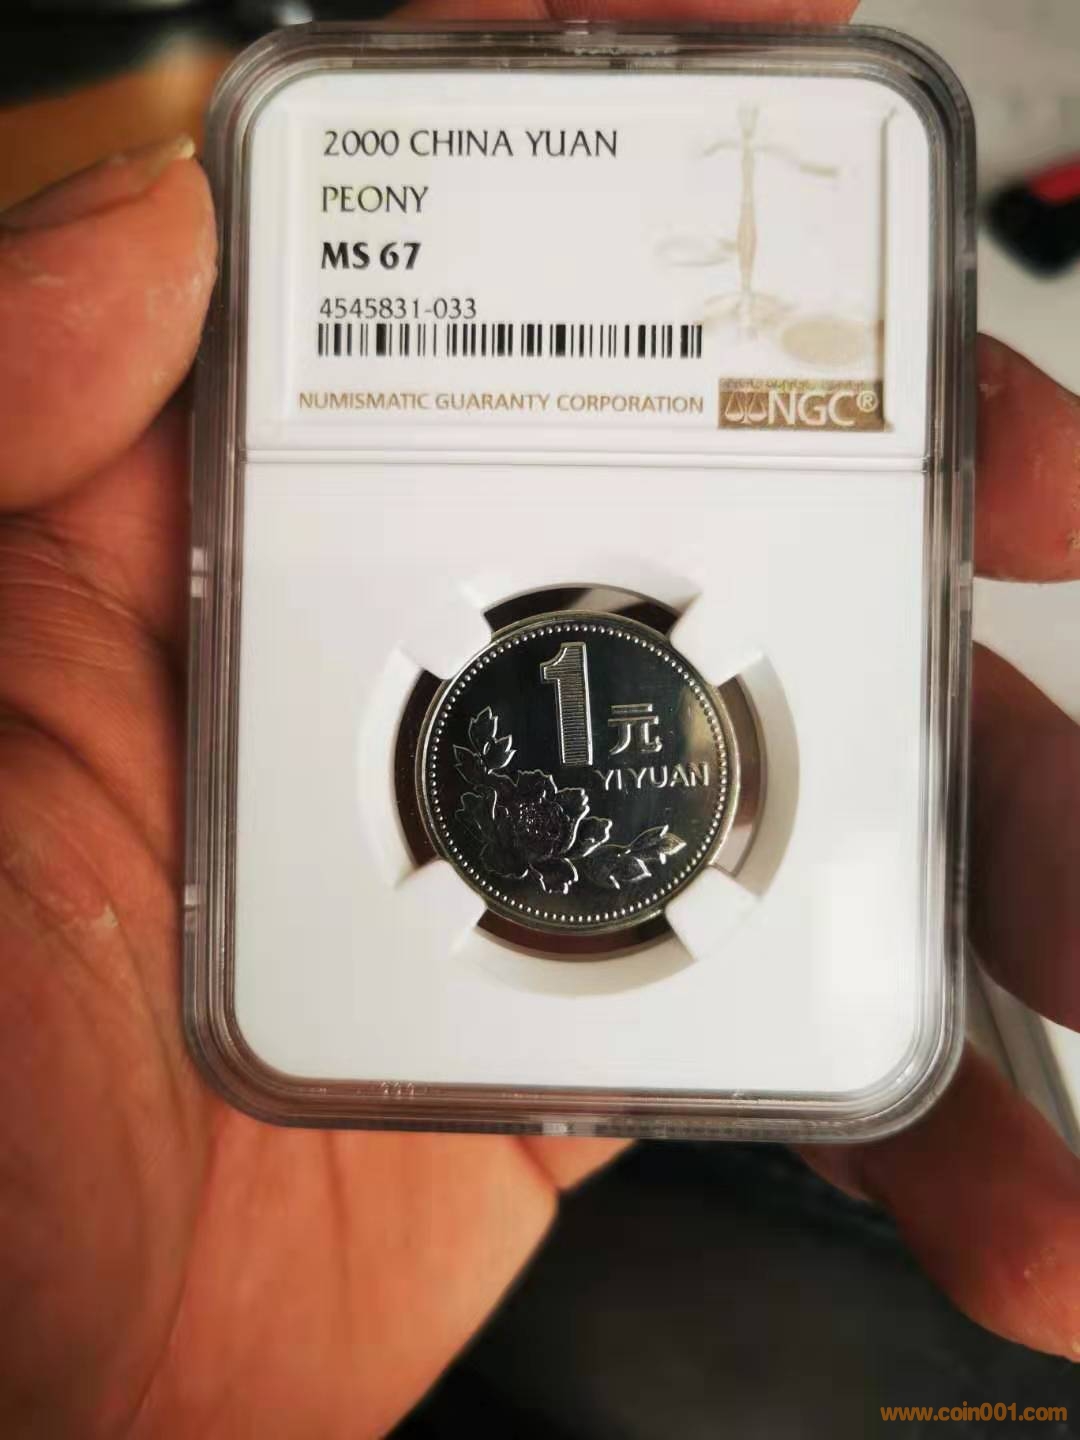 2000 CHINA YUAN
PEONY
MS 67
4545831-033
NUMISMATIC GUARANTY CORPORATION
NGC®
1
元
YI YUAN
www.coin001.com